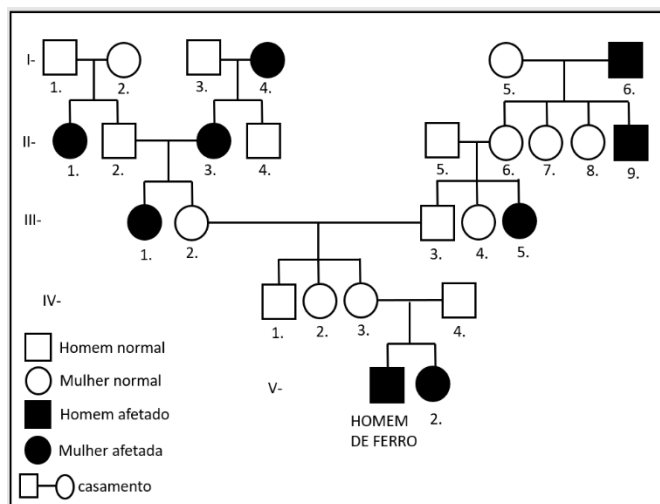 I-
1.
2.
3.
4.
5.
6.
II-
1.
2.
3.
4.
5.
6.
7.
8.
9.
III-
1.
2.
3.
4.
5.
IV-
1.
2.
3.
4.
Homem normal
Mulher normal
Homem afetado
Mulher afetada
casamento
V-
HOMEM
DE FERRO
2.